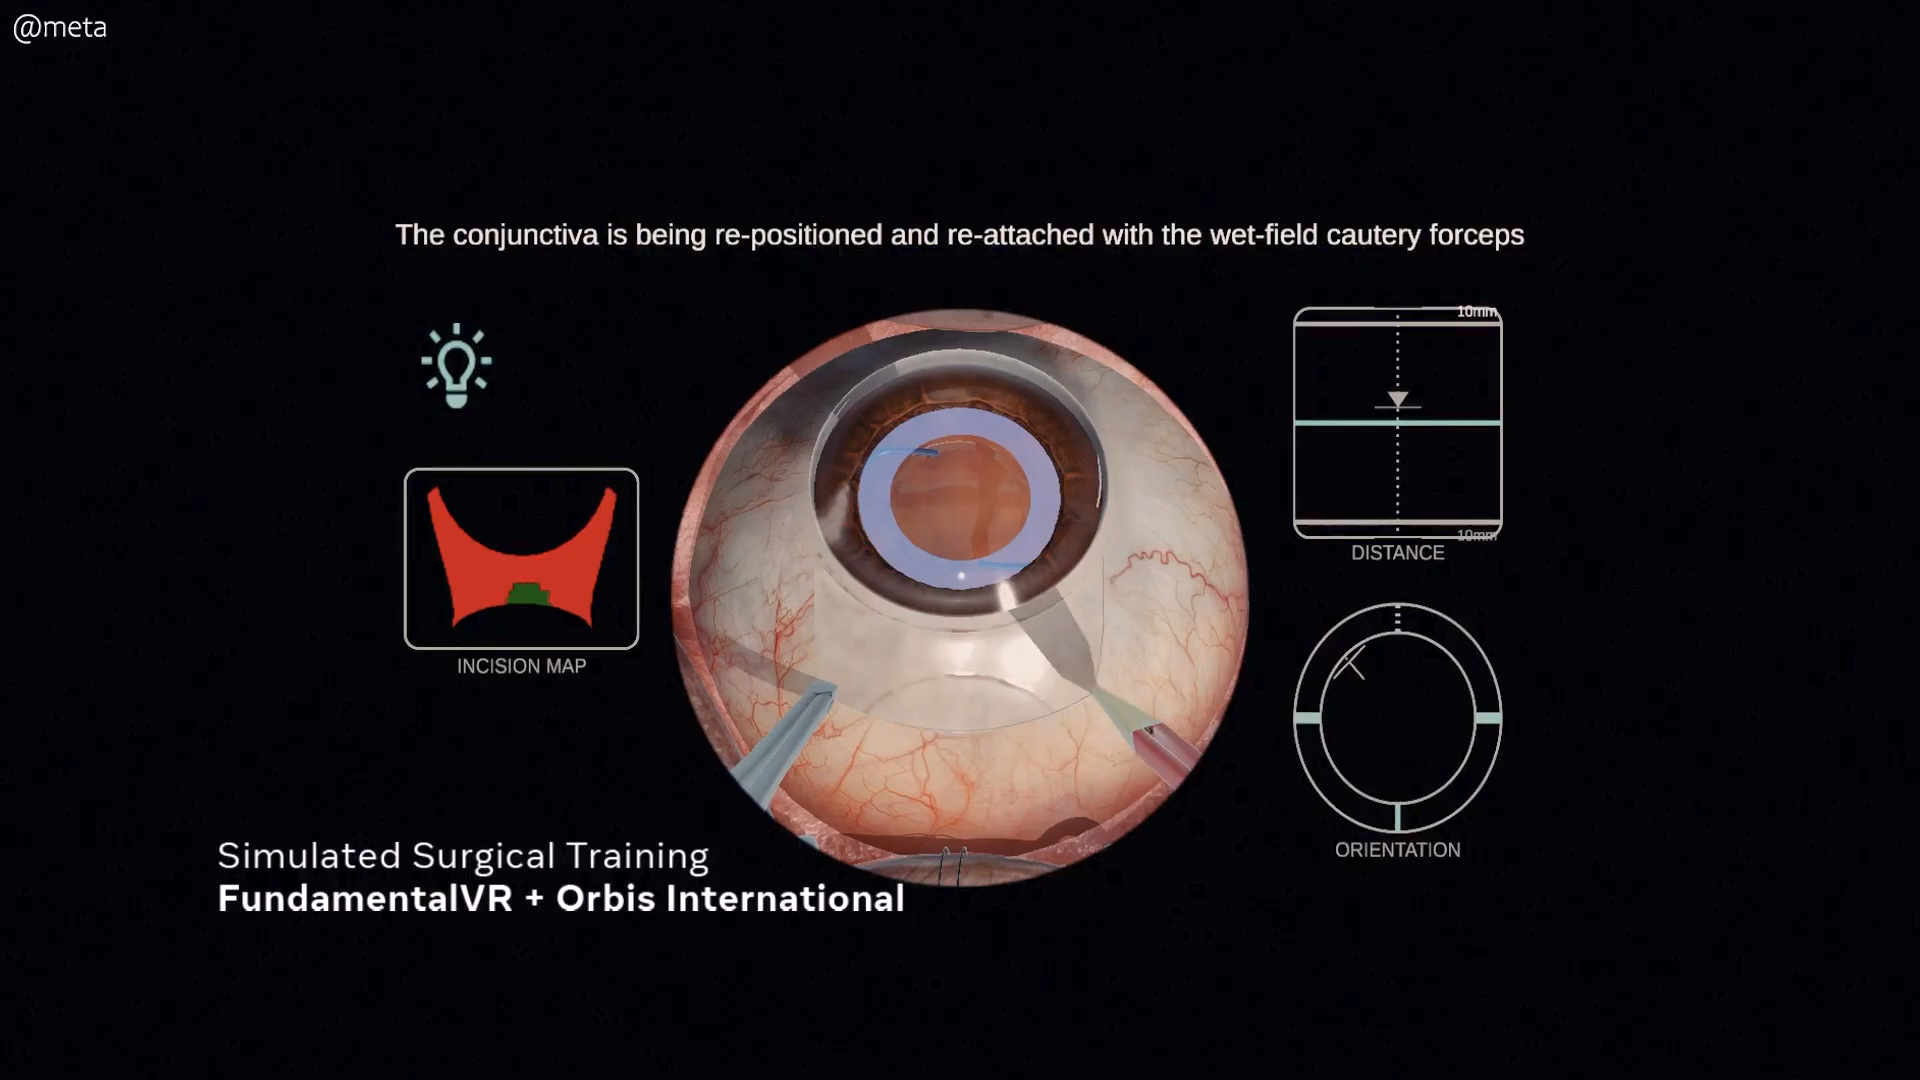 @meta
The conjunctiva is being re-positioned and re-attached with the wet-field cautery forceps
10mm
10mm
DISTANCE
INCISION MAP
ORIENTATION
Simulated Surgical Training
FundamentalVR + Orbis International